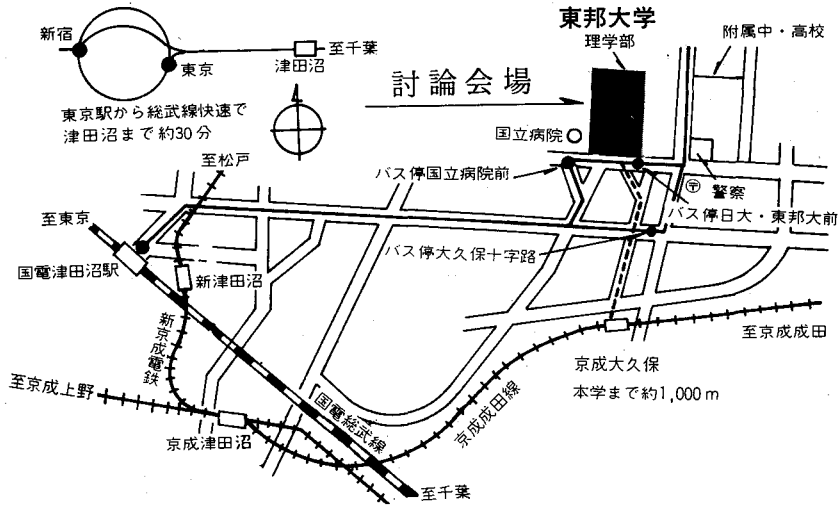 新宿
東京
津田沼
至千葉
東京駅から総武線快速で
津田沼まで約30分
東邦大学
理学部
討論会場
附属中・高校
国立病院
至松戸
バス停国立病院前
〒
警察
バス停日大・東邦大前
至東京
国電津田沼駅
新津田沼
バス停大久保十字路
新京成電鉄
至京成成田
京成大久保
本学まで約1,000m
至京成上野
国電総武線
京成成田線
京成津田沼
至千葉